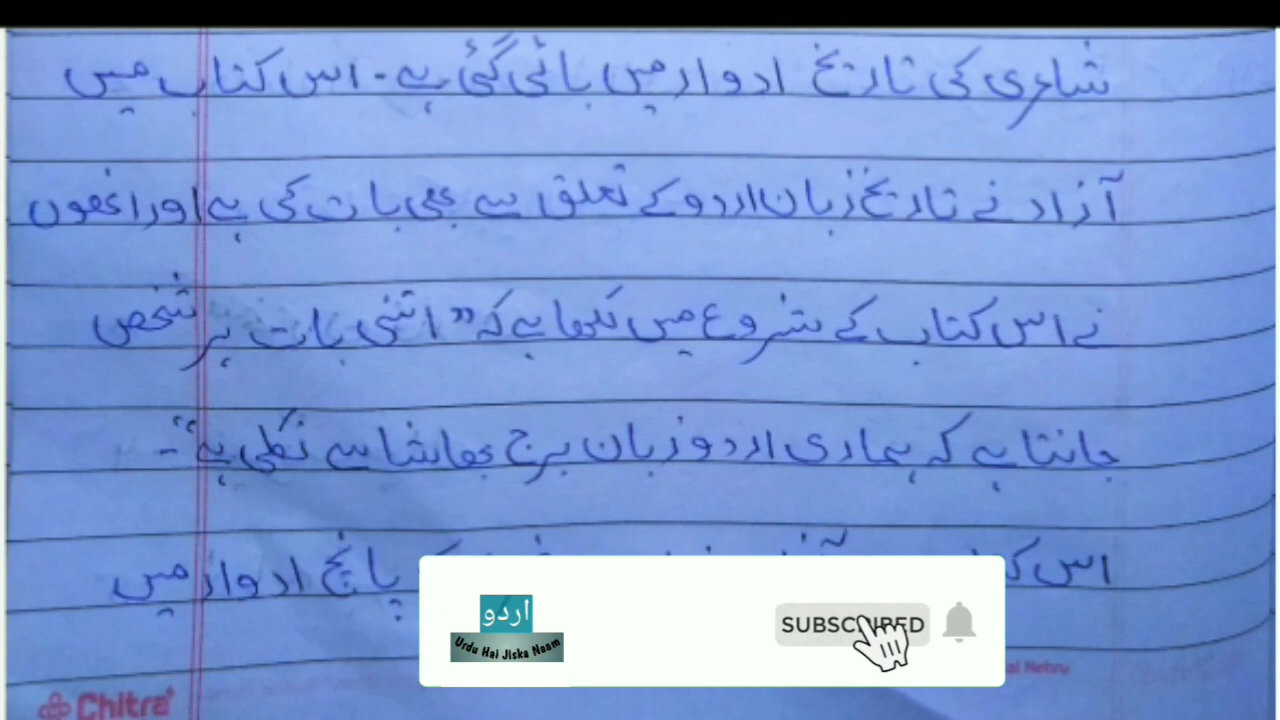 شاعری کی تاریخ ادوار میں بانٹی گئی ہے۔ اس کتاب میں
آزاد نے تاریخ زبان اردو کے تعلق سے بھی بات کی ہے اور انھوں
نے اس کتاب کے شروع میں لکھا ہے کہ "اتنی بات ہر شخص
جانتا ہے کہ ہماری اردو زبان برج بھاشا سے نکلی ہے"۔
اس پانچ ادوار میں
اردو
Urdu Hai Jiska Naam
SUBSCRIBED
al Nehru
Chitra